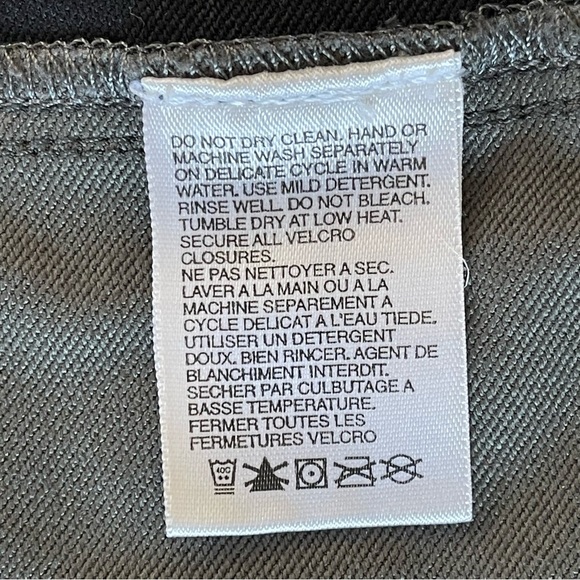 DO NOT DRY CLEAN. HAND OR
MACHINE WASH SEPARATELY
ON DELICATE CYCLE IN WARM
WATER. USE MILD DETERGENT.
RINSE WELL. DO NOT BLEACH.
TUMBLE DRY AT LOW HEAT.
SECURE ALL VELCRO
CLOSURES.
NE PAS NETTOYER A SEC.
LAVER A LA MAIN OU A LA
MACHINE SEPAREMENT A
CYCLE DELICAT A L'EAU TIEDE.
UTILISER UN DETERGENT
DOUX. BIEN RINCER. AGENT DE
BLANCHIMENT INTERDIT.
SECHER PAR CULBUTAGE A
BASSE TEMPERATURE.
FERMER TOUTES LES
FERMETURES VELCRO
40C